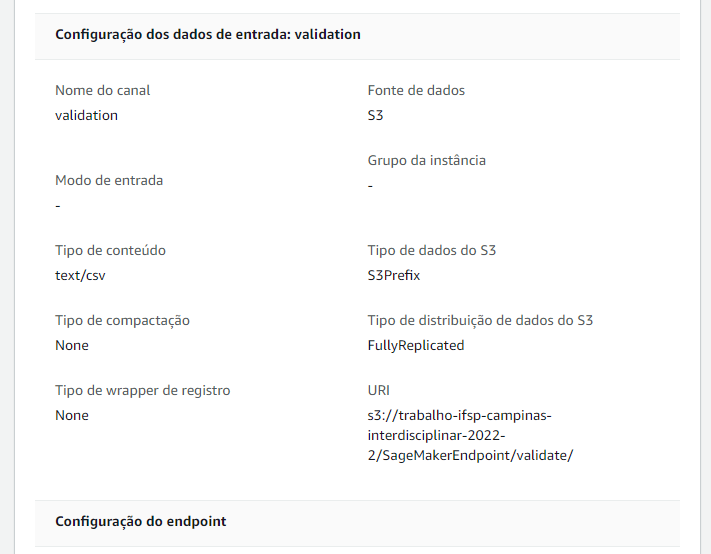 Configuração dos dados de entrada: validation
Nome do canal
validation
Fonte de dados
S3
Modo de entrada
-
Grupo da instância
-
Tipo de conteúdo
text/csv
Tipo de dados do S3
S3Prefix
Tipo de compactação
None
Tipo de distribuição de dados do S3
FullyReplicated
Tipo de wrapper de registro
None
URI
s3://trabalho-ifsp-campinas-
interdisciplinar-2022-
2/SageMakerEndpoint/validate/
Configuração do endpoint